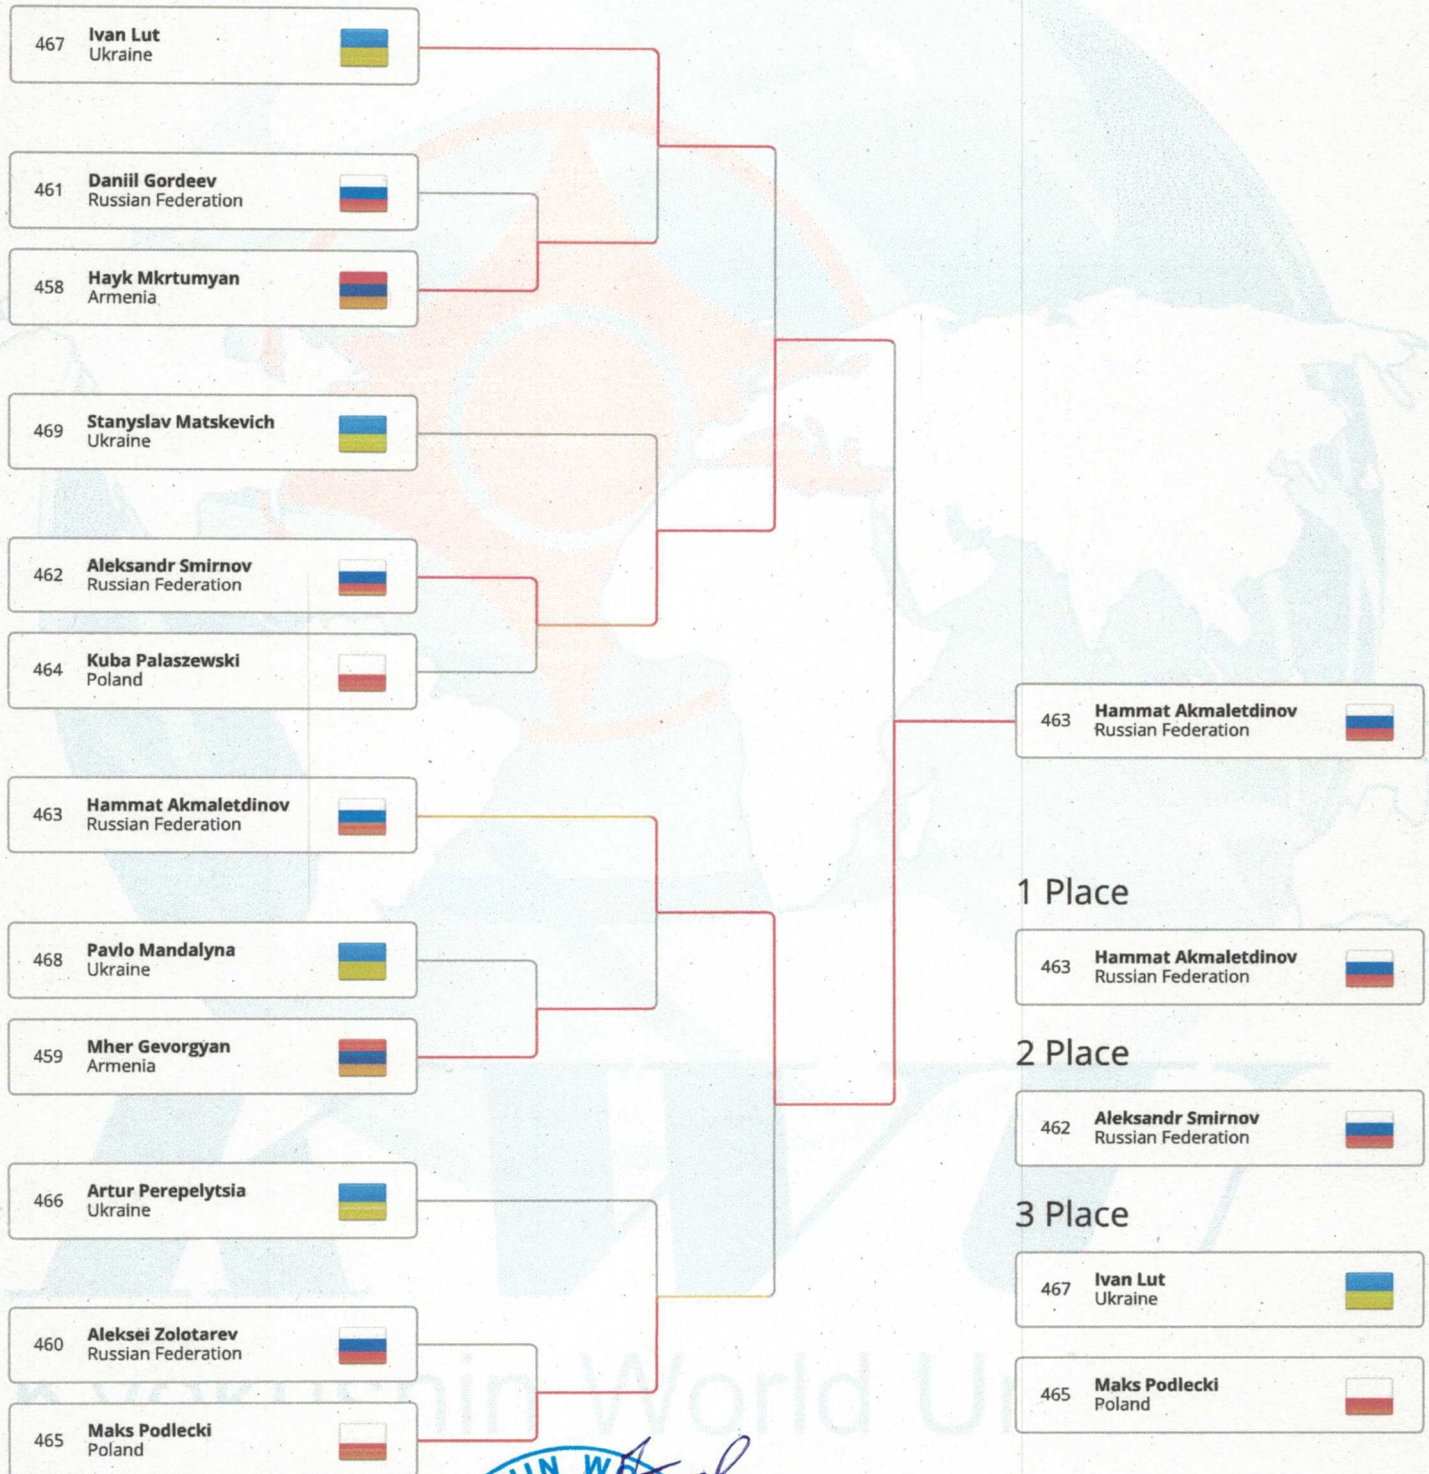 467
Ivan Lut
Ukraine
461
Daniil Gordeev
Russian Federation
458
Hayk Mkrtumyan
Armenia
469
Stanyslav Matskevich
Ukraine
462
Aleksandr Smirnov
Russian Federation
464
Kuba Palaszewski
Poland
463
Hammat Akmaletdinov
Russian Federation
468
Pavlo Mandalyna
Ukraine
459
Mher Gevorgyan
Armenia
466
Artur Perepelytsia
Ukraine
460
Aleksei Zolotarev
Russian Federation
465
Maks Podlecki
Poland
463
Hammat Akmaletdinov
Russian Federation
1 Place
463
Hammat Akmaletdinov
Russian Federation
2 Place
462
Aleksandr Smirnov
Russian Federation
3 Place
467
Ivan Lut
Ukraine
465
Maks Podlecki
Poland
KWU
World